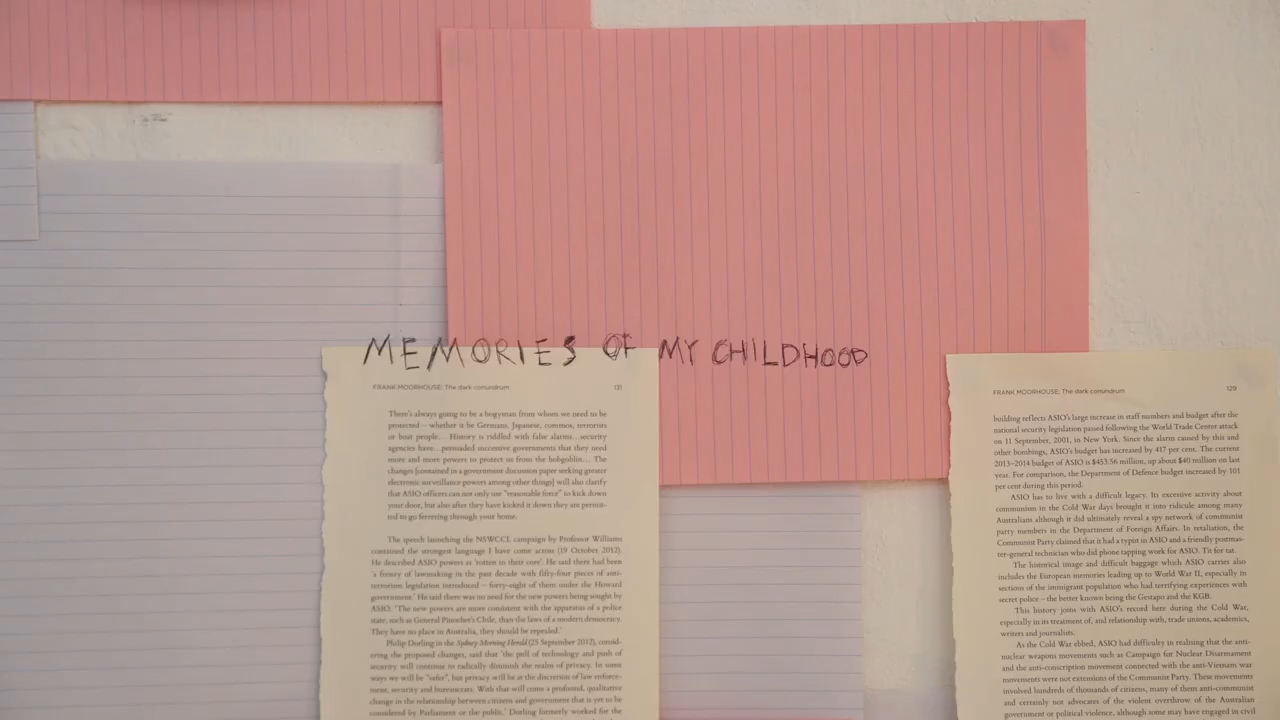 MEMORIES OF MY CHILDHOOD
FRANK MOORHOUSE: The dark conundrum 131
There's always going to be a bogyman from whom we need to be
protected – whether it be Germans, Japanese, commos, terrorists
or boat people… History is riddled with false alarms…security
agencies have…persuaded successive governments that they need
more and more powers to protect us from the hobgoblin… The
changes [contained in a government discussion paper seeking greater
electronic surveillance powers among other things] will also clarify
that ASIO officers can not only use "reasonable force" to kick down
your door, but also after they have kicked it down they are permit-
ted to go ferreting through your home.
The speech launching the NSWCCL campaign by Professor Williams
contained the strongest language I have come across (19 October 2012).
He described ASIO powers as 'rotten to their core'. He said there had been
'a frenzy of lawmaking in the past decade with fifty-four pieces of anti-
terrorism legislation introduced – forty-eight of them under the Howard
government.' He said there was no need for the new powers being sought by
ASIO. 'The new powers are more consistent with the apparatus of a police
state, such as General Pinochet's Chile, than the laws of a modern democracy.
They have no place in Australia, they should be repealed.'
Philip Dorling in the Sydney Morning Herald (25 September 2012), consid-
ering the proposed changes, said that 'the pull of technology and push of
security will continue to radically diminish the realm of privacy. In some
ways we will be "safer", but privacy will be at the discretion of law enforce-
ment, security and bureaucrats. With that will come a profound, qualitative
change in the relationship between citizens and government that is yet to be
considered by Parliament or the public.' Dorling formerly worked for the
FRANK MOORHOUSE: The dark conundrum 129
building reflects ASIO's large increase in staff numbers and budget after the
national security legislation passed following the World Trade Center attack
on 11 September, 2001, in New York. Since the alarm caused by this and
other bombings, ASIO's budget has increased by 417 per cent. The current
2013–2014 budget of ASIO is $453.56 million, up about $40 million on last
year. For comparison, the Department of Defence budget increased by 101
per cent during this period.
ASIO has to live with a difficult legacy. Its excessive activity about
communism in the Cold War days brought it into ridicule among many
Australians although it did ultimately reveal a spy network of communist
party members in the Department of Foreign Affairs. In retaliation, the
Communist Party claimed that it had a typist in ASIO and a friendly postmas-
ter-general technician who did phone tapping work for ASIO. Tit for tat.
The historical image and difficult baggage which ASIO carries also
includes the European memories leading up to World War II, especially in
sections of the immigrant population who had terrifying experiences with
secret police – the better known being the Gestapo and the KGB.
This history joins with ASIO's record here during the Cold War,
especially in its treatment of, and relationship with, trade unions, academics,
writers and journalists.
As the Cold War ebbed, ASIO had difficulty in realising that the anti-
nuclear weapons movements such as Campaign for Nuclear Disarmament
and the anti-conscription movement connected with the anti-Vietnam war
movements were not extensions of the Communist Party. These movements
involved hundreds of thousands of citizens, many of them anti-communist
and certainly not advocates of the violent overthrow of the Australian
government or political violence, although some may have engaged in civil